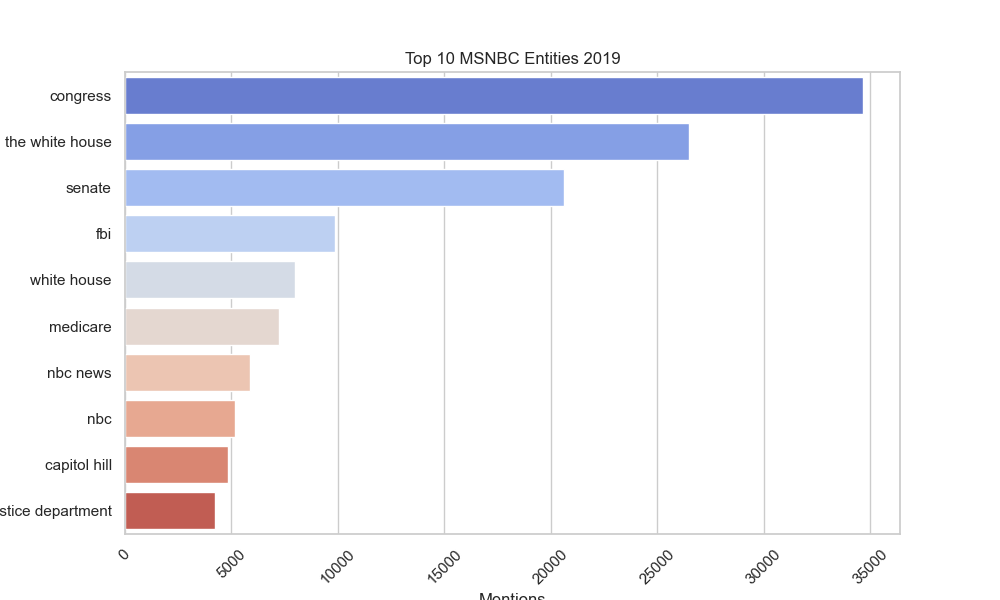 Top 10 MSNBC Entities 2019
congress
the white house
senate
fbi
white house
medicare
nbc news
nbc
capitol hill
stice department
0
5000
10000
15000
20000
25000
30000
35000
Mentions